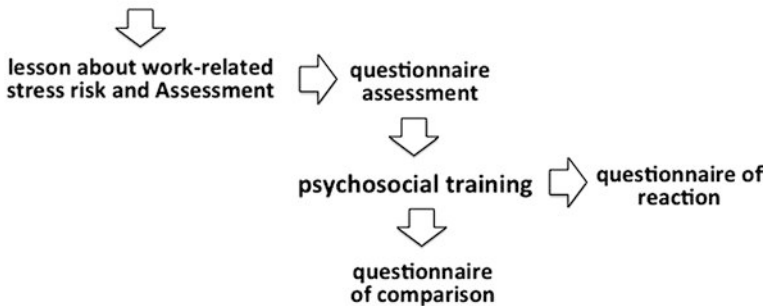 lesson about work-related
stress risk and Assessment
questionnaire
assessment
psychosocial training
questionnaire of
reaction
questionnaire
of comparison